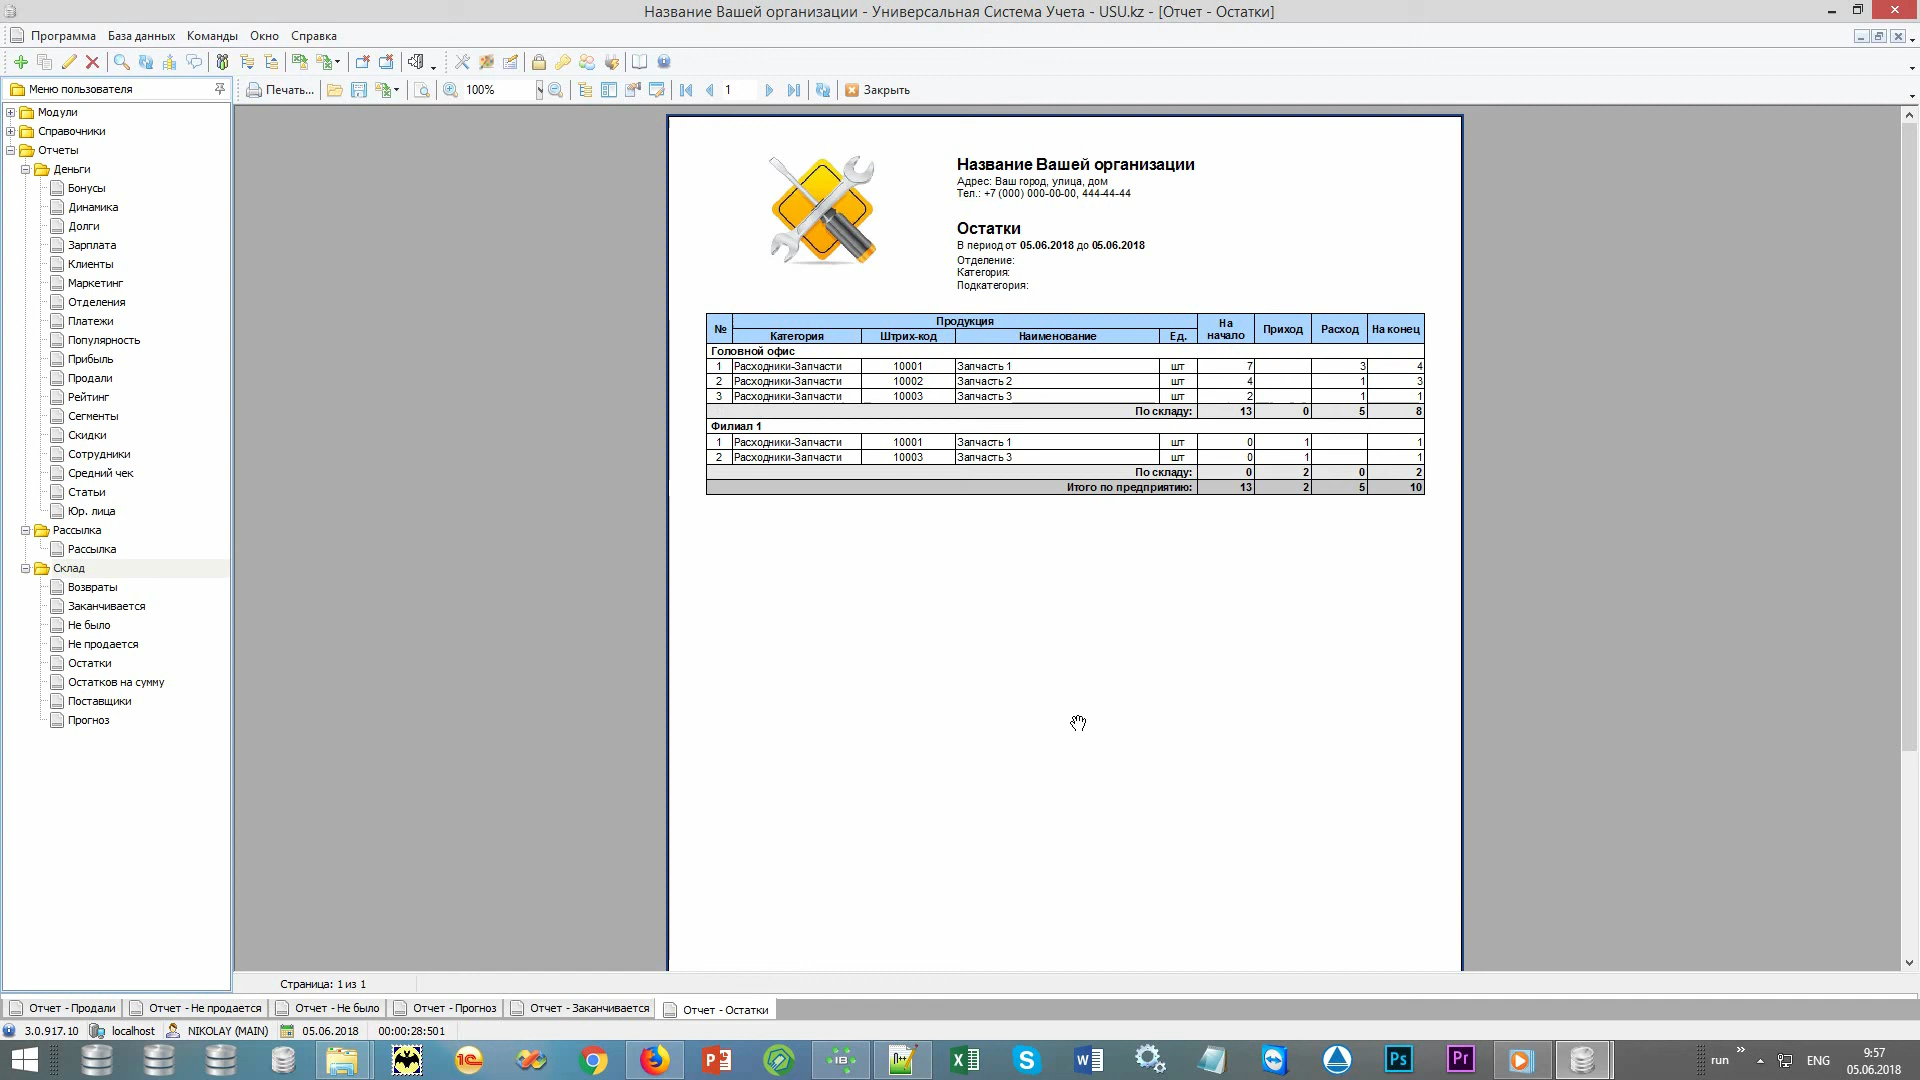 Название Вашей организации - Универсальная Система Учета - USU.kz - [Отчет - Остатки]
Программа База данных Команды Окно Справка
Меню пользователя
Печать... 100% 1 Закрыть
Модули
Справочники
Отчеты
Деньги
Бонусы
Динамика
Долги
Зарплата
Клиенты
Маркетинг
Отделения
Платежи
Популярность
Прибыль
Продали
Рейтинг
Сегменты
Скидки
Сотрудники
Средний чек
Статьи
Юр. лица
Рассылка
Рассылка
Склад
Возвраты
Заканчивается
Не было
Не продается
Остатки
Остатков на сумму
Поставщики
Прогноз
Название Вашей организации
Адрес: Ваш город, улица, дом
Тел.: +7 (000) 000-00-00, 444-44-44
Остатки
В период от 05.06.2018 до 05.06.2018
Отделение:
Категория:
Подкатегория:
№ Продукция На начало Приход Расход На конец
Категория Штрих-код Наименование Ед.
Головной офис
1 Расходники-Запчасти 10001 Запчасть 1 шт 7 3 4
2 Расходники-Запчасти 10002 Запчасть 2 шт 4 1 3
3 Расходники-Запчасти 10003 Запчасть 3 шт 2 1 1
По складу: 13 0 5 8
Филиал 1
1 Расходники-Запчасти 10001 Запчасть 1 шт 0 1 1
2 Расходники-Запчасти 10003 Запчасть 3 шт 0 1 1
По складу: 0 2 0 2
Итого по предприятию: 13 2 5 10
Страница: 1 из 1
Отчет - Продали Отчет - Не продается Отчет - Не было Отчет - Прогноз Отчет - Заканчивается Отчет - Остатки
3.0.917.10 localhost NIKOLAY (MAIN) 05.06.2018 00:00:28:501
run ENG 9:57
05.06.2018